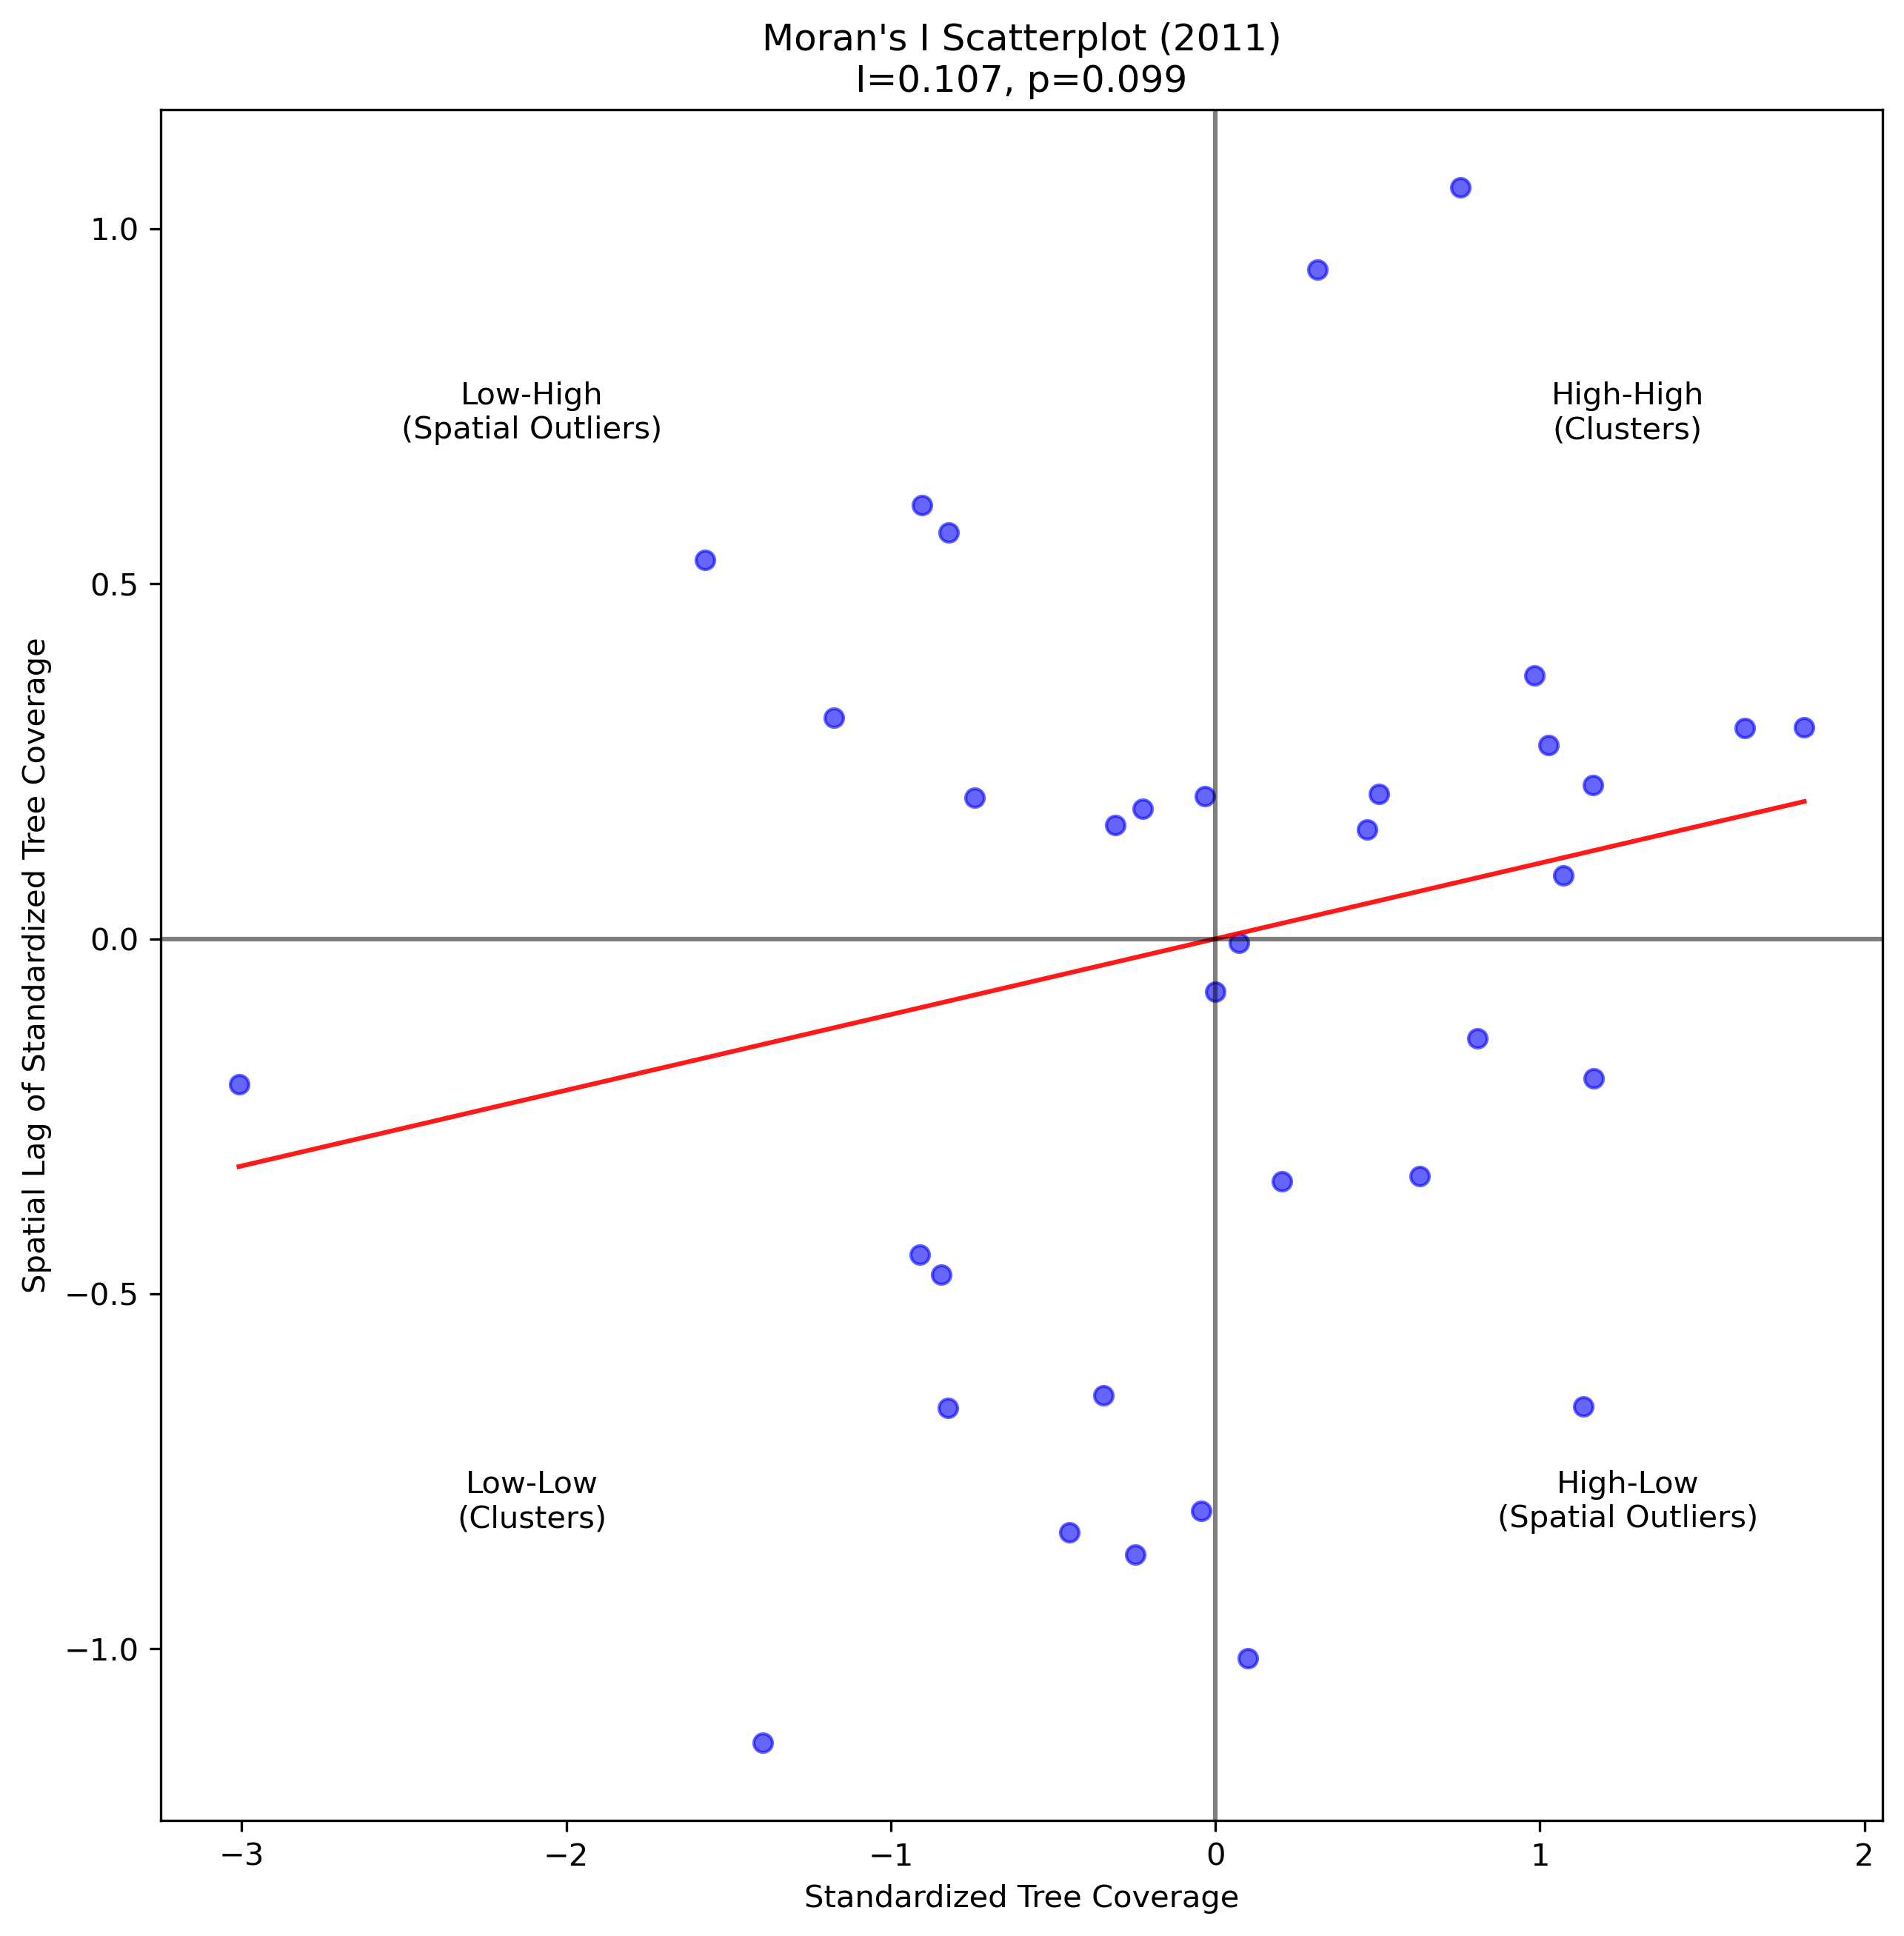 Moran's I Scatterplot (2011)
I=0.107, p=0.099
Low-High
(Spatial Outliers)
High-High
(Clusters)
Low-Low
(Clusters)
High-Low
(Spatial Outliers)
Spatial Lag of Standardized Tree Coverage
1.0
0.5
0.0
−0.5
−1.0
−3
−2
−1
0
1
2
Standardized Tree Coverage